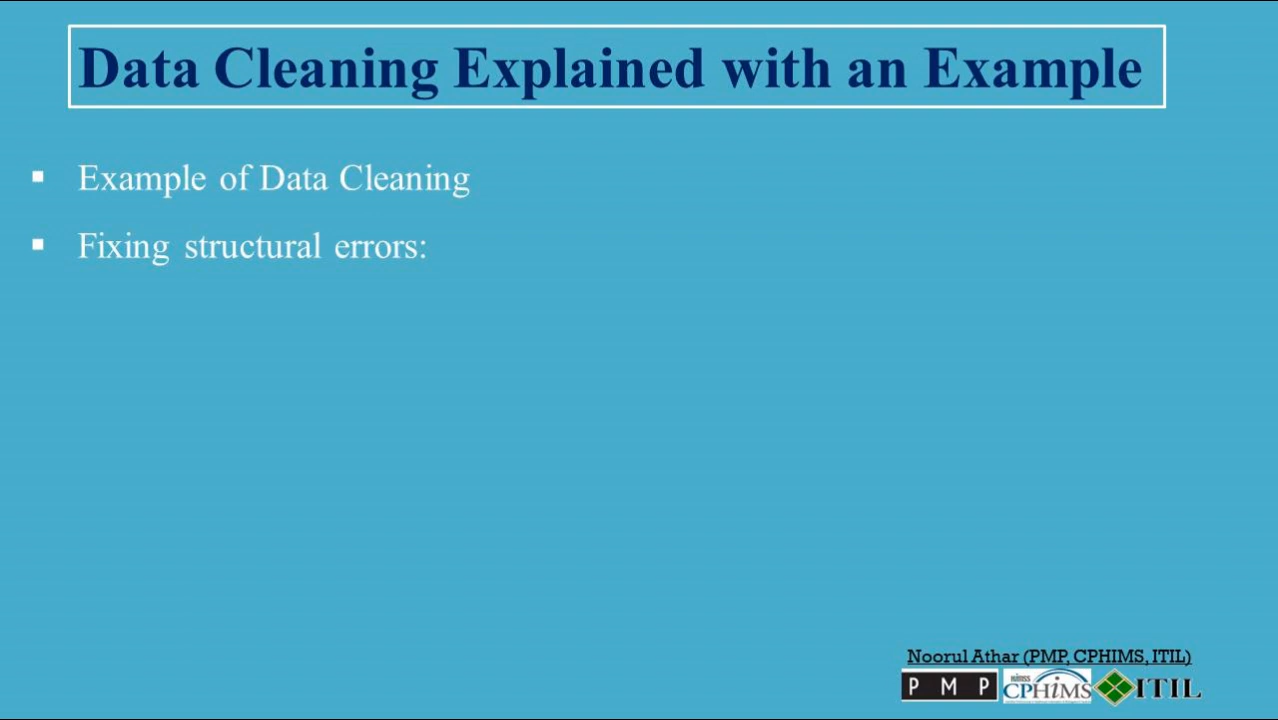 Data Cleaning Explained with an Example
▪ Example of Data Cleaning
▪ Fixing structural errors:
Noorul Athar (PMP, CPHIMS, ITIL)
PMP
himss
CPHIMS
ITIL